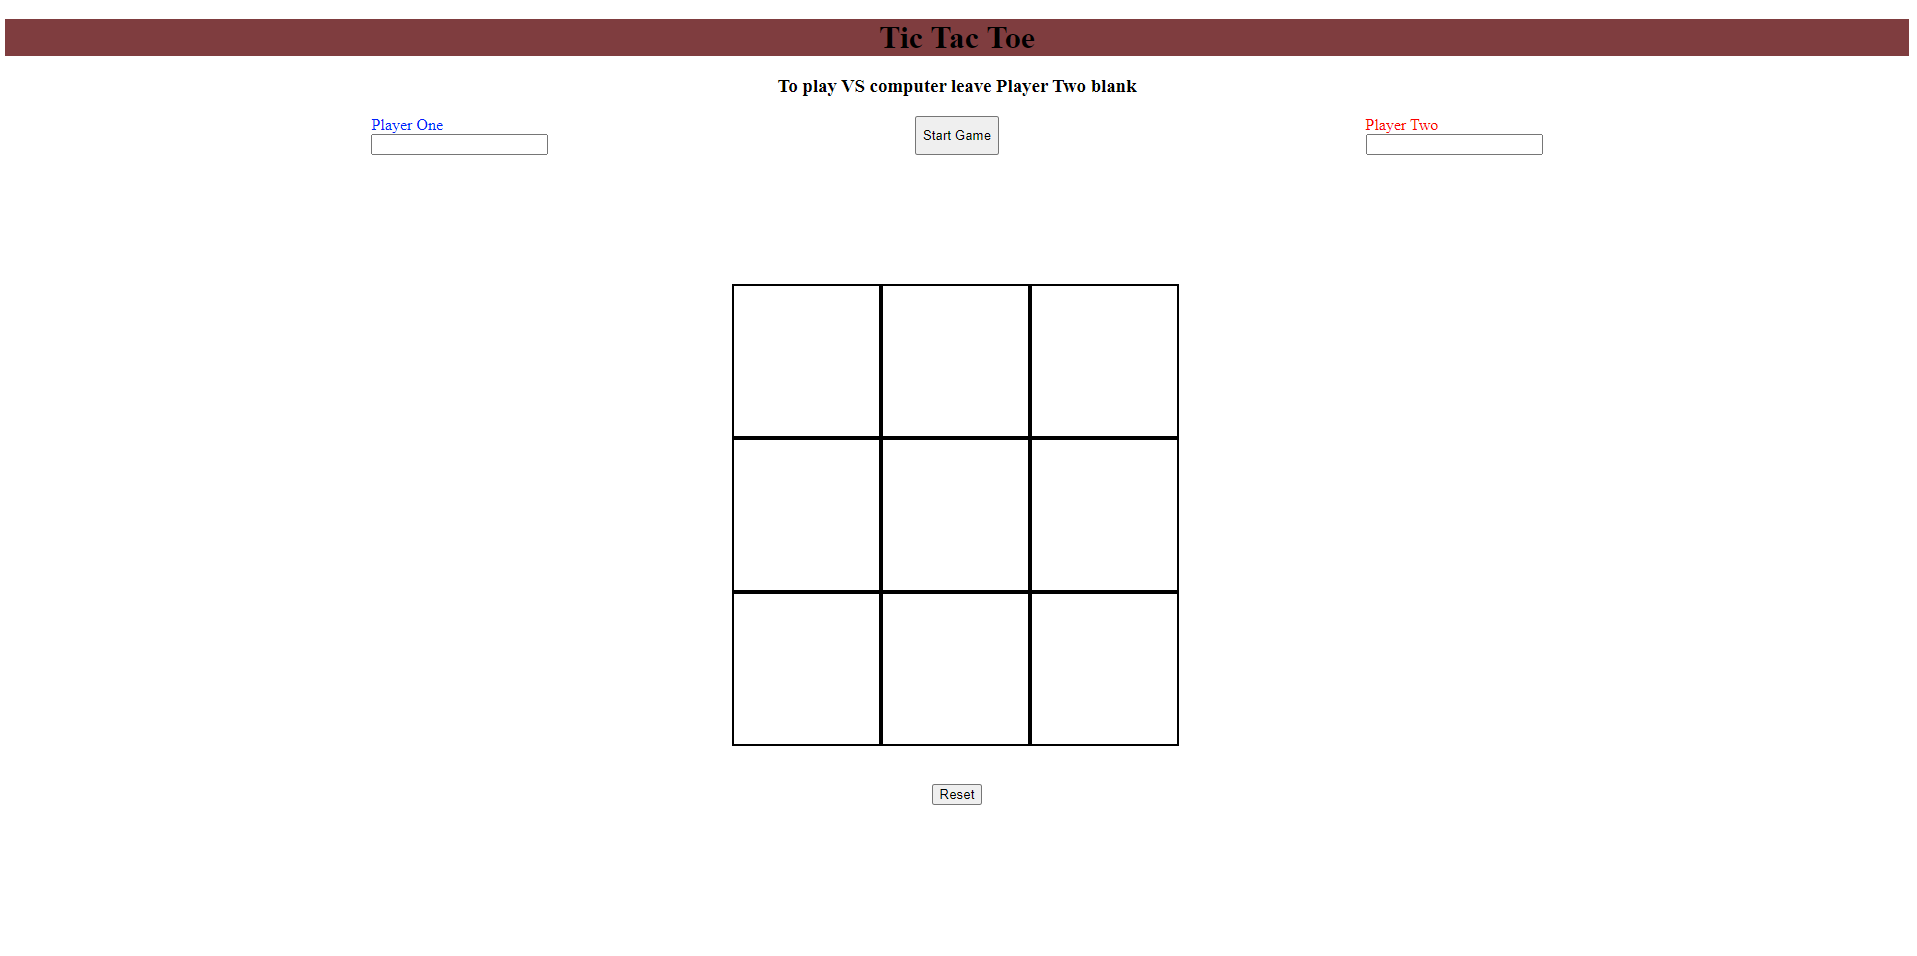 Tic Tac Toe
To play VS computer leave Player Two blank
Player One
Start Game
Player Two
Reset